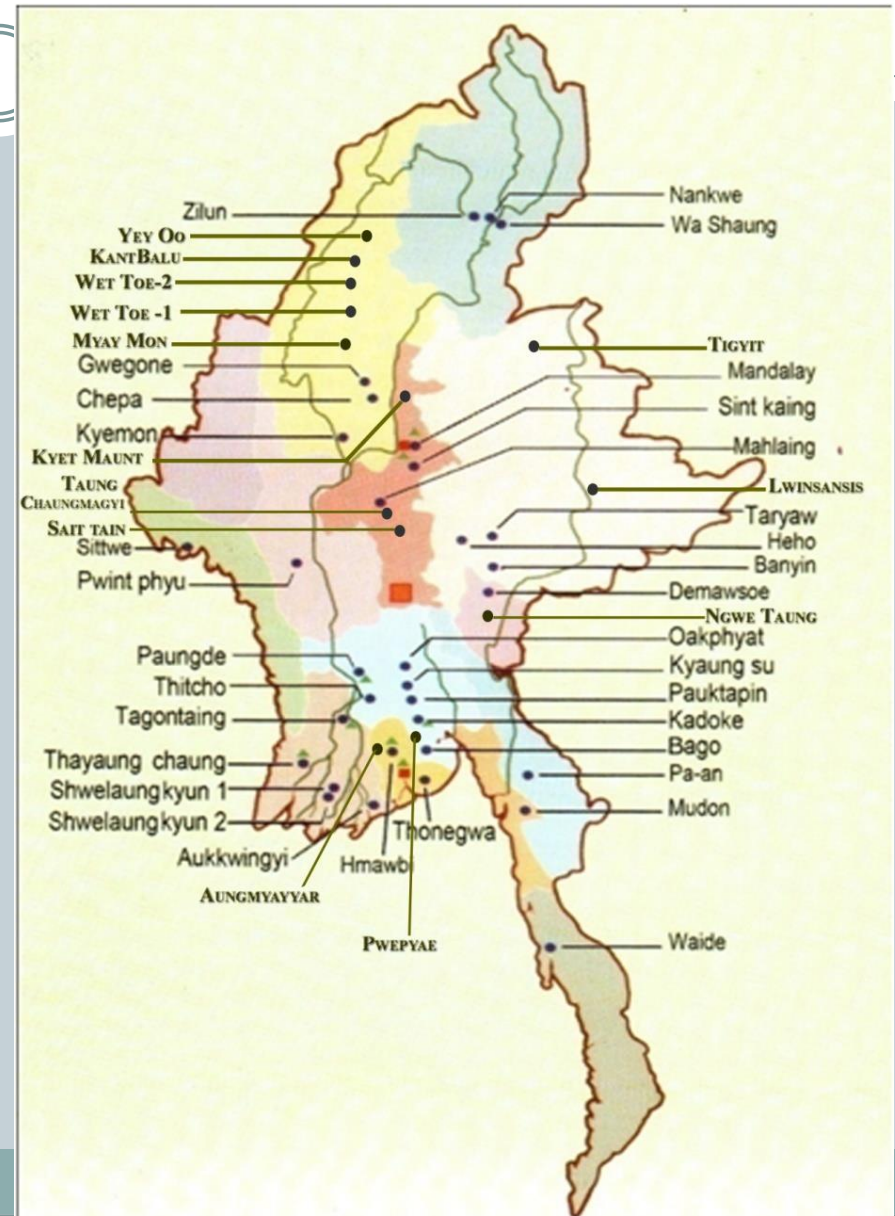 Zilun
YEY OO
KANTBALU
WET TOE-2
WET TOE -1
MYAY MON
Gwegone
Chepa
Kyemon
KYET MAUNT
TAUNG
CHAUNGMAGYI
SAIT TAIN
Sittwe
Pwint phyu
Paungde
Thitcho
Tagontaing
Thayaung chaung
Shwelaungkyun 1
Shwelaungkyun 2
Aukkwingyi
AUNGMYAYYAR
Hmawbi
Thonegwa
PWEPYAE
Nankwe
Wa Shaung
TIGYIT
Mandalay
Sint kaing
Mahlaing
LWINSANSIS
Taryaw
Heho
Banyin
Demawsoe
NGWE TAUNG
Oakphyat
Kyaung su
Pauktapin
Kadoke
Bago
Pa-an
Mudon
Waide